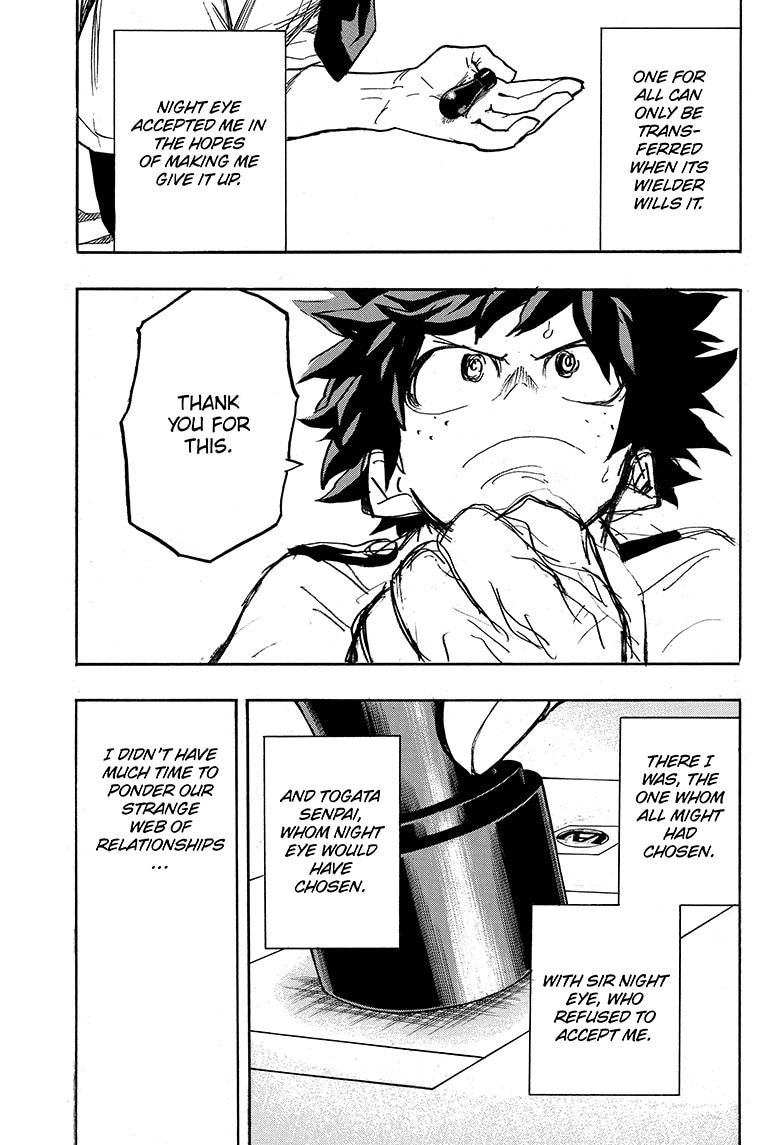 ONE FOR
ALL CAN
ONLY BE
TRANS-
FERRED
WHEN ITS
WIELDER
WILLS IT.
NIGHT EYE
ACCEPTED ME IN
THE HOPES
OF MAKING ME
GIVE IT UP.
THANK
YOU FOR
THIS.
THERE I
WAS, THE
ONE WHOM
ALL MIGHT
HAD
CHOSEN.
WITH SIR NIGHT
EYE, WHO
REFUSED TO
ACCEPT ME.
AND TOGATA
SENPAI,
WHOM NIGHT
EYE WOULD
HAVE
CHOSEN.
I DIDN'T HAVE
MUCH TIME TO
PONDER OUR
STRANGE
WEB OF
RELATIONSHIPS
...